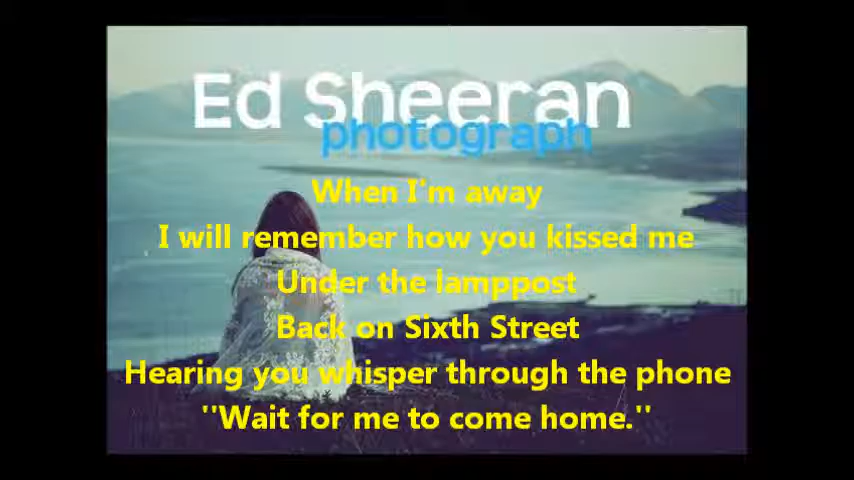 Ed Sheeran
photograph
When I'm away
I will remember how you kissed me
Under the lamppost
Back on Sixth Street
Hearing you whisper through the phone
''Wait for me to come home.''